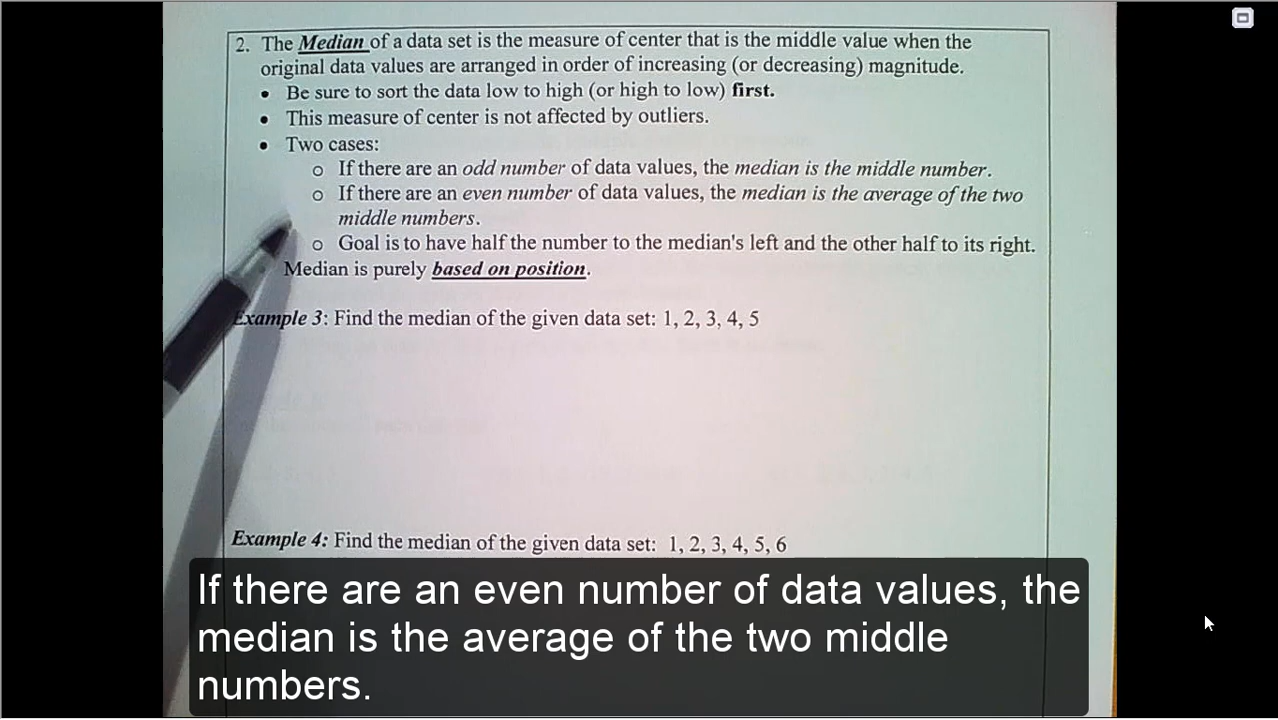 2. The Median of a data set is the measure of center that is the middle value when the
original data values are arranged in order of increasing (or decreasing) magnitude.
• Be sure to sort the data low to high (or high to low) first.
• This measure of center is not affected by outliers.
• Two cases:
o If there are an odd number of data values, the median is the middle number.
o If there are an even number of data values, the median is the average of the two
middle numbers.
o Goal is to have half the number to the median's left and the other half to its right.
Median is purely based on position.
Example 3: Find the median of the given data set: 1, 2, 3, 4, 5
Example 4: Find the median of the given data set: 1, 2, 3, 4, 5, 6
If there are an even number of data values, the
median is the average of the two middle
numbers.